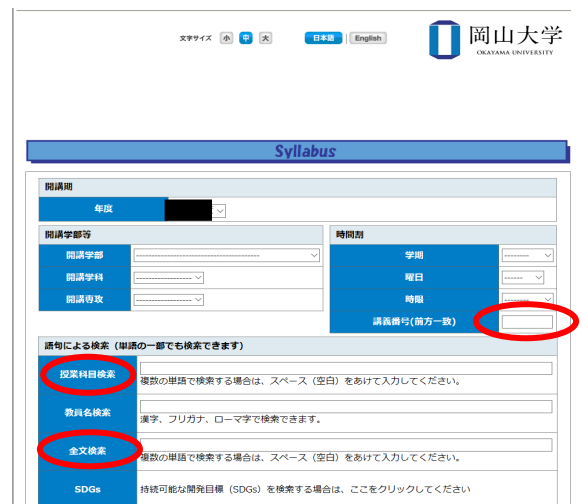 文字サイズ 小 中 大 日本語 English 岡山大学
OKAYAMA UNIVERSITY
Syllabus
開講期
年度
開講学部等 時間割
開講学部 学期
開講学科 曜日
開講専攻 時限
講義番号(前方一致)
語句による検索（単語の一部でも検索できます）
授業科目検索
複数の単語で検索する場合は、スペース（空白）をあけて入力してください。
教員名検索
漢字、フリガナ、ローマ字で検索できます。
全文検索
複数の単語で検索する場合は、スペース（空白）をあけて入力してください。
SDGs 持続可能な開発目標（SDGs）を検索する場合は、ここをクリックしてください